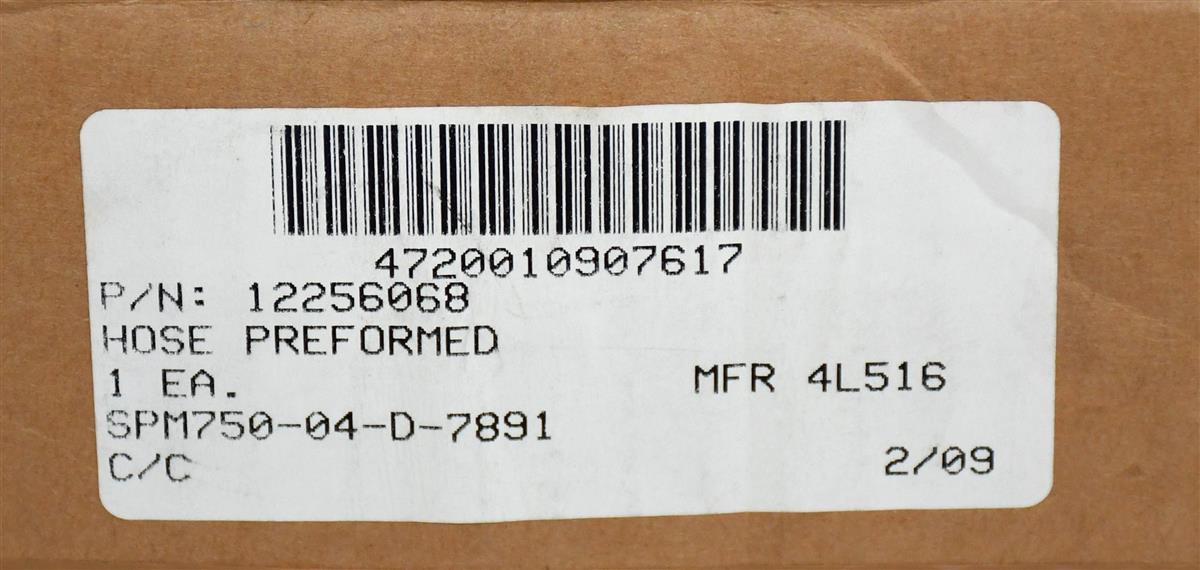 4720010907617
P/N: 12256068
HOSE PREFORMED
1 EA.
MFR 4L516
SPM750-04-D-7891
C/C
2/09